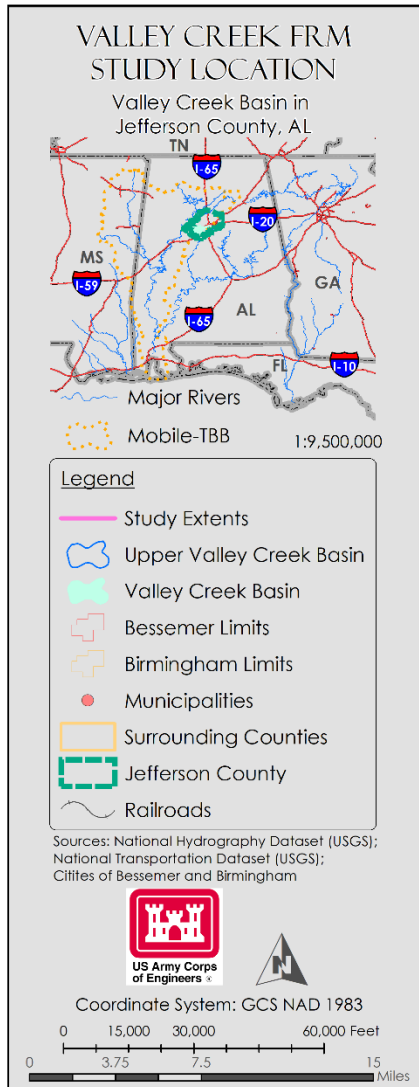 VALLEY CREEK FRM
STUDY LOCATION
Valley Creek Basin in
Jefferson County, AL
TN
I-65
I-20
MS
I-59
GA
AL
I-65
FL
I-10
Major Rivers
Mobile-TBB
1:9,500,000
Legend
Study Extents
Upper Valley Creek Basin
Valley Creek Basin
Bessemer Limits
Birmingham Limits
Municipalities
Surrounding Counties
Jefferson County
Railroads
Sources: National Hydrography Dataset (USGS);
National Transportation Dataset (USGS);
Citites of Bessemer and Birmingham
US Army Corps
of Engineers ®
N
Coordinate System: GCS NAD 1983
0 15,000 30,000 60,000 Feet
0 3.75 7.5 15
Miles